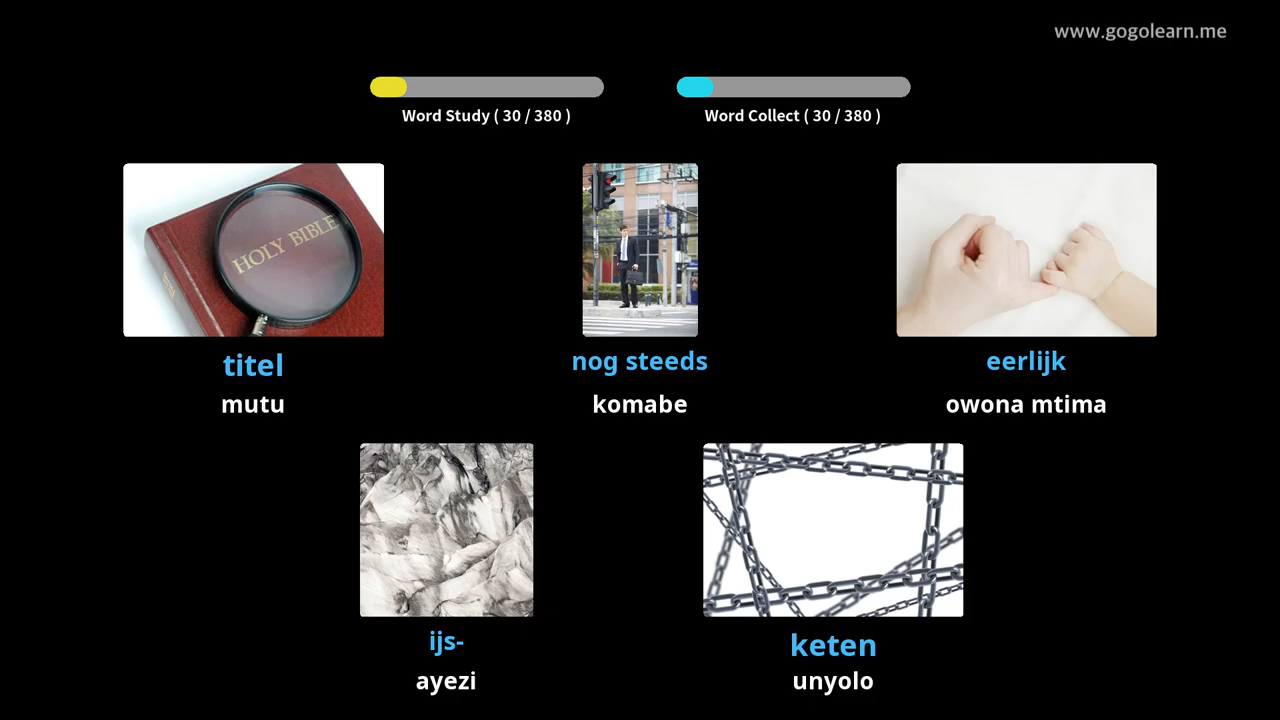 www.gogolearn.me
Word Study ( 30 / 380 )
Word Collect ( 30 / 380 )
HOLY BIBLE
titel
mutu
nog steeds
komabe
eerlijk
owona mtima
ijs-
ayezi
keten
unyolo